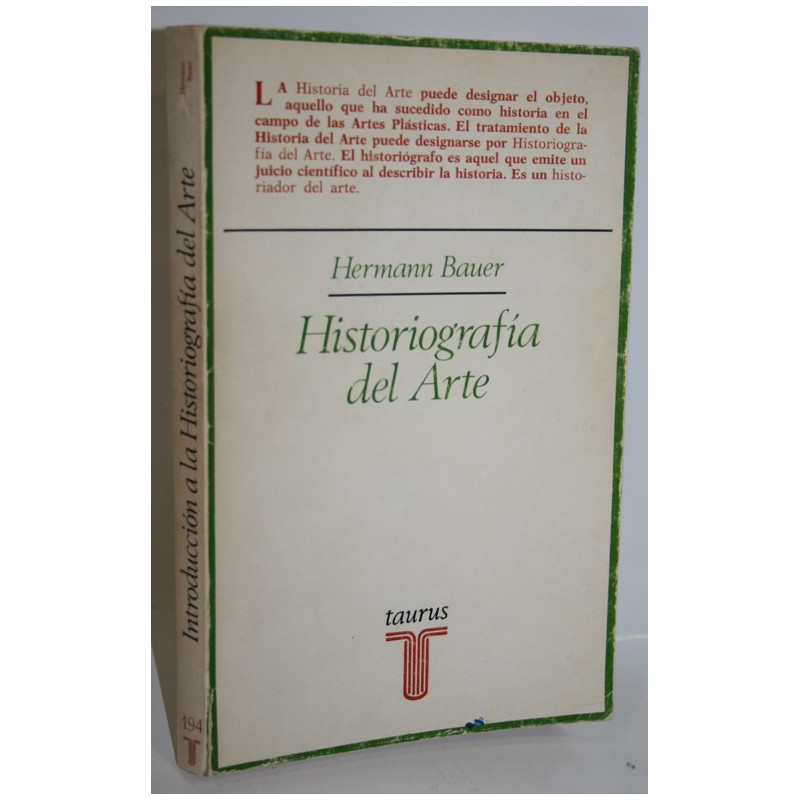 LA Historia del Arte puede designar el objeto,
aquello que ha sucedido como historia en el
campo de las Artes Plásticas. El tratamiento de la
Historia del Arte puede designarse por Historiogra-
fía del Arte. El historiógrafo es aquel que emite un
juicio científico al describir la historia. Es un histo-
riador del arte.
Hermann Bauer
Historiografía
del Arte
taurus
Hermann
Bauer
Introducción a la Historiografía del Arte
194